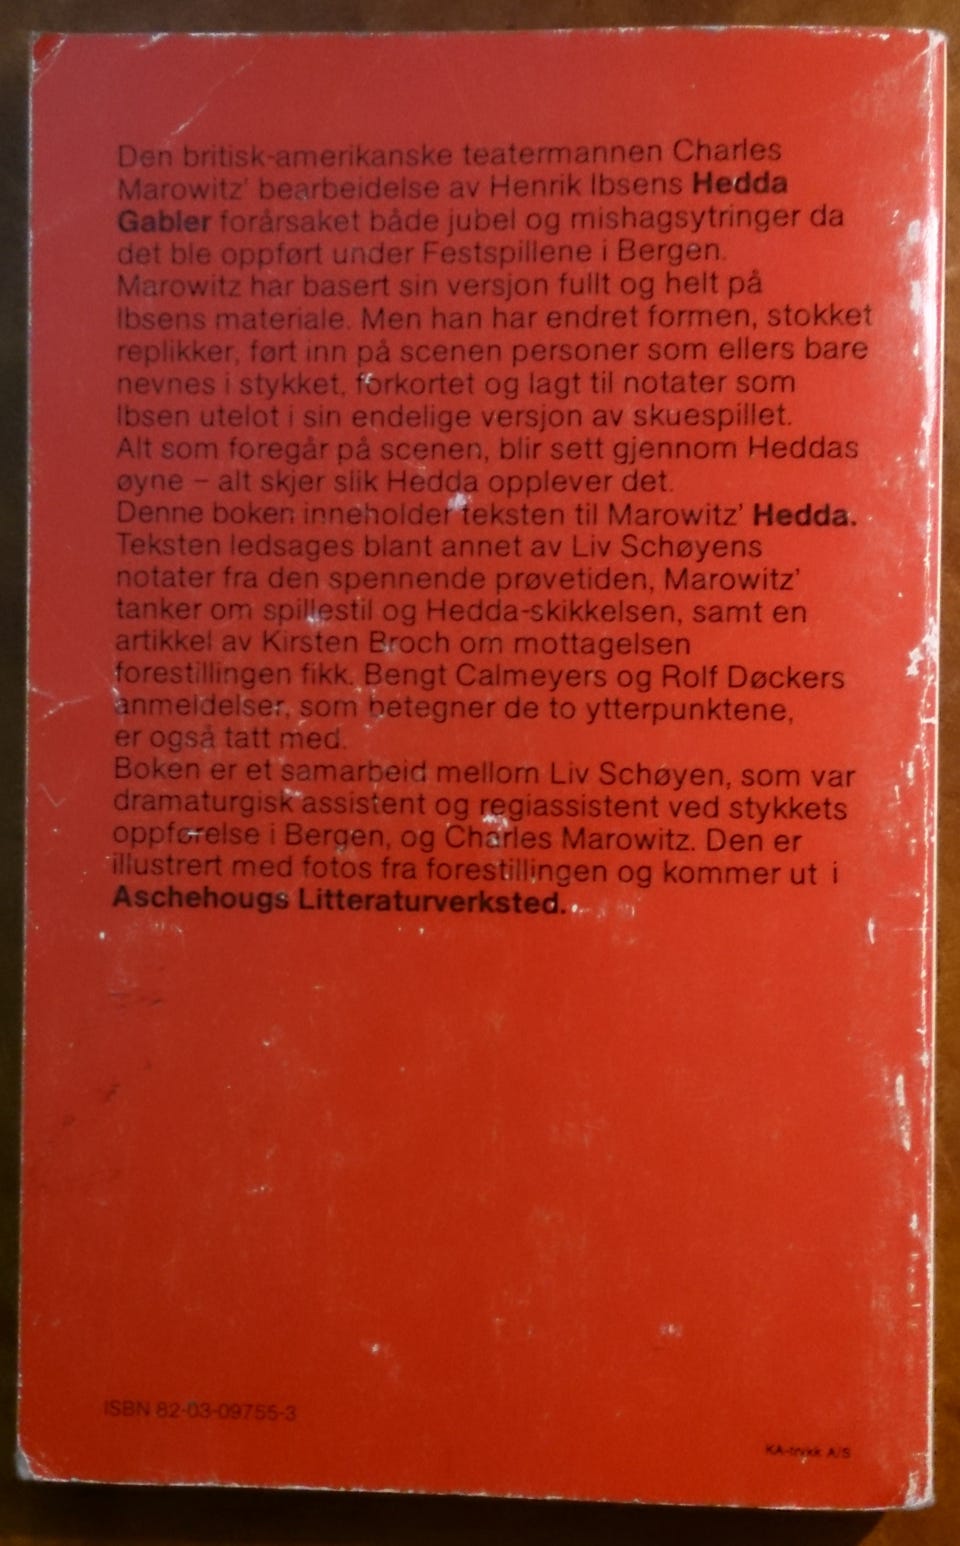 Den britisk-amerikanske teatermannen Charles
Marowitz' bearbeidelse av Henrik Ibsens Hedda
Gabler forårsaket både jubel og mishagsytringer da
det ble oppført under Festspillene i Bergen.
Marowitz har basert sin versjon fullt og helt på
Ibsens materiale. Men han har endret formen, stokket
replikker, ført inn på scenen personer som ellers bare
nevnes i stykket, forkortet og lagt til notater som
Ibsen utelot i sin endelige versjon av skuespillet.
Alt som foregår på scenen, blir sett gjennom Heddas
øyne – alt skjer slik Hedda opplever det.
Denne boken inneholder teksten til Marowitz' Hedda.
Teksten ledsages blant annet av Liv Schøyens
notater fra den spennende prøvetiden, Marowitz'
tanker om spillestil og Hedda-skikkelsen, samt en
artikkel av Kirsten Broch om mottagelsen
forestillingen fikk. Bengt Calmeyers og Rolf Døckers
anmeldelser, som betegner de to ytterpunktene,
er også tatt med.
Boken er et samarbeid mellom Liv Schøyen, som var
dramaturgisk assistent og regiassistent ved stykkets
oppførelse i Bergen, og Charles Marowitz. Den er
illustrert med fotos fra forestillingen og kommer ut i
Aschehougs Litteraturverksted.
ISBN 82-03-09755-3
KA-trykk A/S